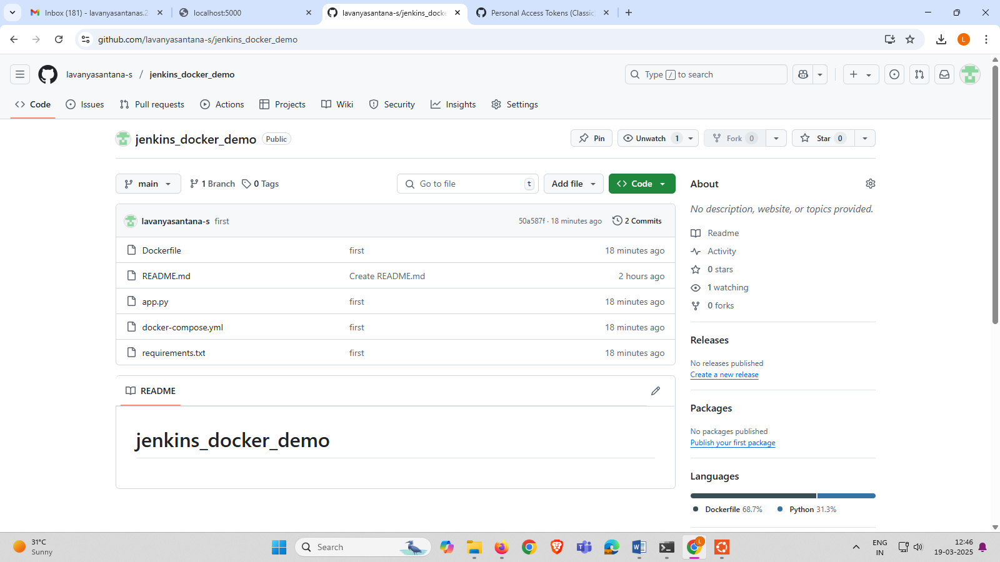 Inbox (181) - lavanyasantanas.2
localhost:5000
lavanyasantana-s/jenkins_docke
Personal Access Tokens (Classic
github.com/lavanyasantana-s/jenkins_docker_demo
L
lavanyasantana-s / jenkins_docker_demo
Type / to search
Code
Issues
Pull requests
Actions
Projects
Wiki
Security
Insights
Settings
jenkins_docker_demo Public
Pin
Unwatch 1
Fork 0
Star 0
main
1 Branch
0 Tags
Go to file t
Add file
Code
lavanyasantana-s first 50a587f · 18 minutes ago 2 Commits
Dockerfile first 18 minutes ago
README.md Create README.md 2 hours ago
app.py first 18 minutes ago
docker-compose.yml first 18 minutes ago
requirements.txt first 18 minutes ago
README
jenkins_docker_demo
About
No description, website, or topics provided.
Readme
Activity
0 stars
1 watching
0 forks
Releases
No releases published
Create a new release
Packages
No packages published
Publish your first package
Languages
Dockerfile 68.7% Python 31.3%
31°C
Sunny
Search
L
ENG
IN
12:46
19-03-2025